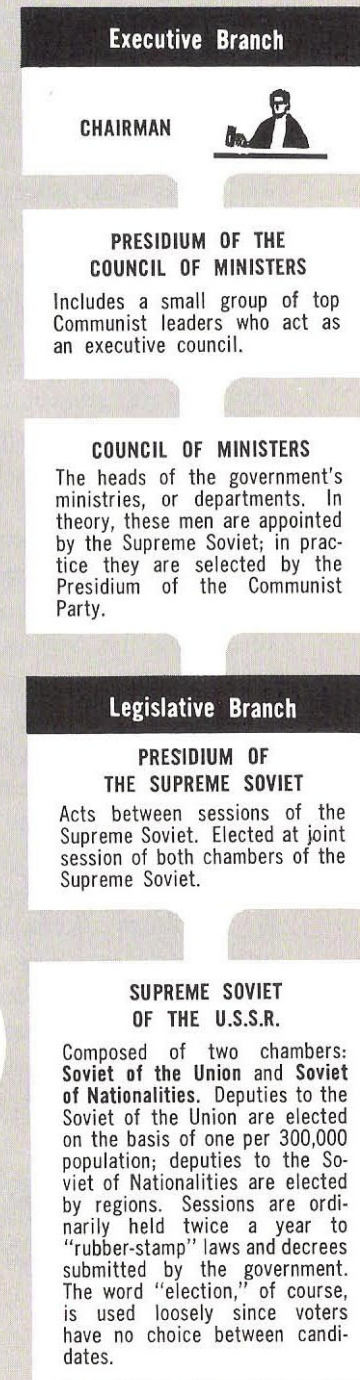 Executive Branch
CHAIRMAN
PRESIDIUM OF THE
COUNCIL OF MINISTERS
Includes a small group of top
Communist leaders who act as
an executive council.
COUNCIL OF MINISTERS
The heads of the government's
ministries, or departments. In
theory, these men are appointed
by the Supreme Soviet; in prac-
tice they are selected by the
Presidium of the Communist
Party.
Legislative Branch
PRESIDIUM OF
THE SUPREME SOVIET
Acts between sessions of the
Supreme Soviet. Elected at joint
session of both chambers of the
Supreme Soviet.
SUPREME SOVIET
OF THE U.S.S.R.
Composed of two chambers:
Soviet of the Union and Soviet
of Nationalities. Deputies to the
Soviet of the Union are elected
on the basis of one per 300,000
population; deputies to the So-
viet of Nationalities are elected
by regions. Sessions are ordi-
narily held twice a year to
"rubber-stamp" laws and decrees
submitted by the government.
The word "election," of course,
is used loosely since voters
have no choice between candi-
dates.